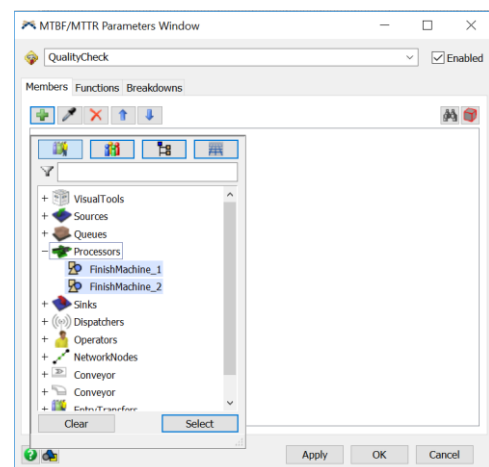 MTBF/MTTR Parameters Window
QualityCheck
Enabled
Members Functions Breakdowns
VisualTools
Sources
Queues
Processors
FinishMachine_1
FinishMachine_2
Sinks
Dispatchers
Operators
NetworkNodes
Conveyor
Conveyor
EntryTransfers
Clear Select
Apply OK Cancel